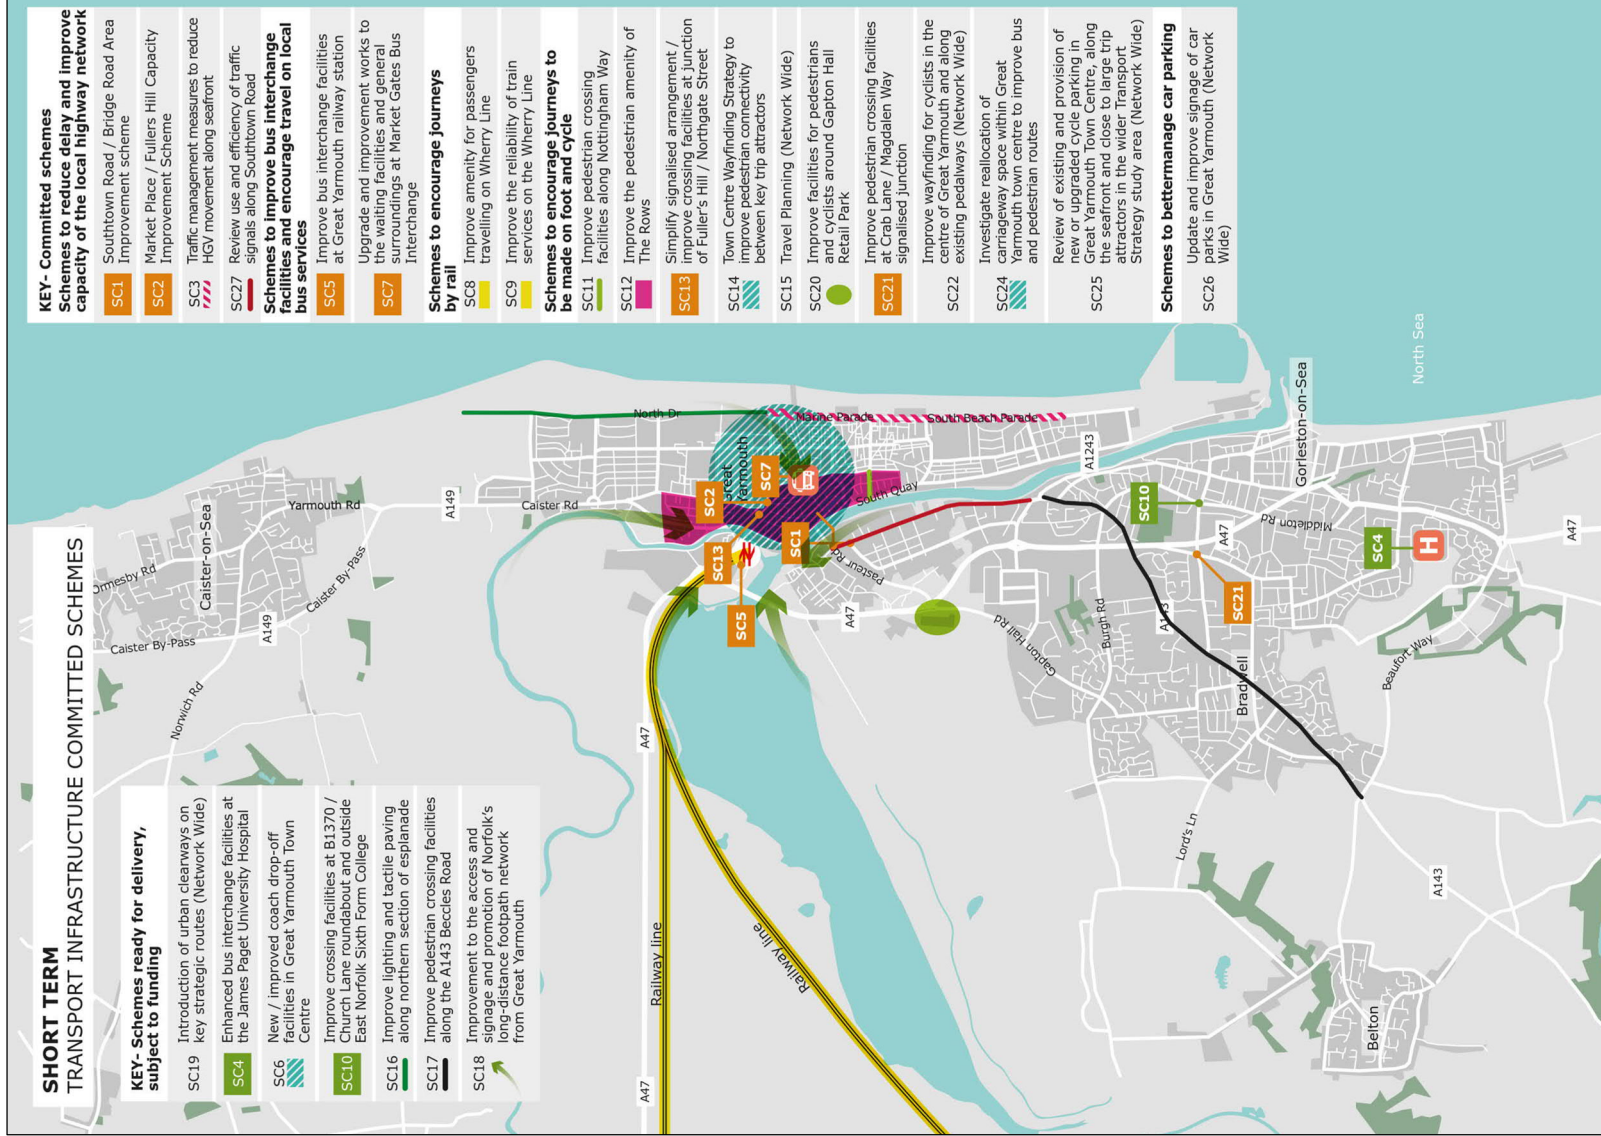 SHORT TERM
TRANSPORT INFRASTRUCTURE COMMITTED SCHEMES
KEY- Schemes ready for delivery,
subject to funding
SC19
Introduction of urban clearways on
key strategic routes (Network Wide)
SC4
Enhanced bus interchange facilities at
the James Paget University Hospital
SC6
New / improved coach drop-off
facilities in Great Yarmouth Town
Centre
SC10
Improve crossing facilities at B1370 /
Church Lane roundabout and outside
East Norfolk Sixth Form College
SC16
Improve lighting and tactile paving
along northern section of esplanade
SC17
Improve pedestrian crossing facilities
along the A143 Beccles Road
SC18
Improvement to the access and
signage and promotion of Norfolk's
long-distance footpath network
from Great Yarmouth
KEY- Committed schemes
Schemes to reduce delay and improve
capacity of the local highway network
SC1
Southtown Road / Bridge Road Area
Improvement scheme
SC2
Market Place / Fullers Hill Capacity
Improvement Scheme
SC3
Traffic management measures to reduce
HGV movement along seafront
SC27
Review use and efficiency of traffic
signals along Southtown Road
Schemes to improve bus interchange
facilities and encourage travel on local
bus services
SC5
Improve bus interchange facilities
at Great Yarmouth railway station
SC7
Upgrade and improvement works to
the waiting facilities and general
surroundings at Market Gates Bus
Interchange
Schemes to encourage journeys
by rail
SC8
Improve amenity for passengers
travelling on Wherry Line
SC9
Improve the reliability of train
services on the Wherry Line
Schemes to encourage journeys to
be made on foot and cycle
SC11
Improve pedestrian crossing
facilities along Nottingham Way
SC12
Improve the pedestrian amenity of
The Rows
SC13
Simplify signalised arrangement /
improve crossing facilities at junction
of Fuller's Hill / Northgate Street
SC14
Town Centre Wayfinding Strategy to
improve pedestrian connectivity
between key trip attractors
SC15
Travel Planning (Network Wide)
SC20
Improve facilities for pedestrians
and cyclists around Gapton Hall
Retail Park
SC21
Improve pedestrian crossing facilities
at Crab Lane / Magdalen Way
signalised junction
SC22
Improve wayfinding for cyclists in the
centre of Great Yarmouth and along
existing pedalways (Network Wide)
SC24
Investigate reallocation of
carriageway space within Great
Yarmouth town centre to improve bus
and pedestrian routes
SC25
Review of existing and provision of
new or upgraded cycle parking in
Great Yarmouth Town Centre, along
the seafront and close to large trip
attractors in the wider Transport
Strategy study area (Network Wide)
Schemes to bettermanage car parking
SC26
Update and improve signage of car
parks in Great Yarmouth (Network
Wide)
Ormesby Rd
Caister-on-Sea
Yarmouth Rd
Caister By-Pass
Caister By-Pass
A149
A149
Norwich Rd
Caister Rd
North Dr
Great
Yarmouth
Marine Parade
South Beach Parade
South Quay
SC2
SC7
SC13
SC1
SC5
Pasteur Rd
A47
A47
A47
Railway line
Railway line
Gapton Hall Rd
Burgh Rd
A143
Bradwell
A1243
SC10
A47
Middleton Rd
Gorleston-on-Sea
SC21
SC4
H
A47
Beaufort Way
Lord's Ln
A143
Belton
North Sea